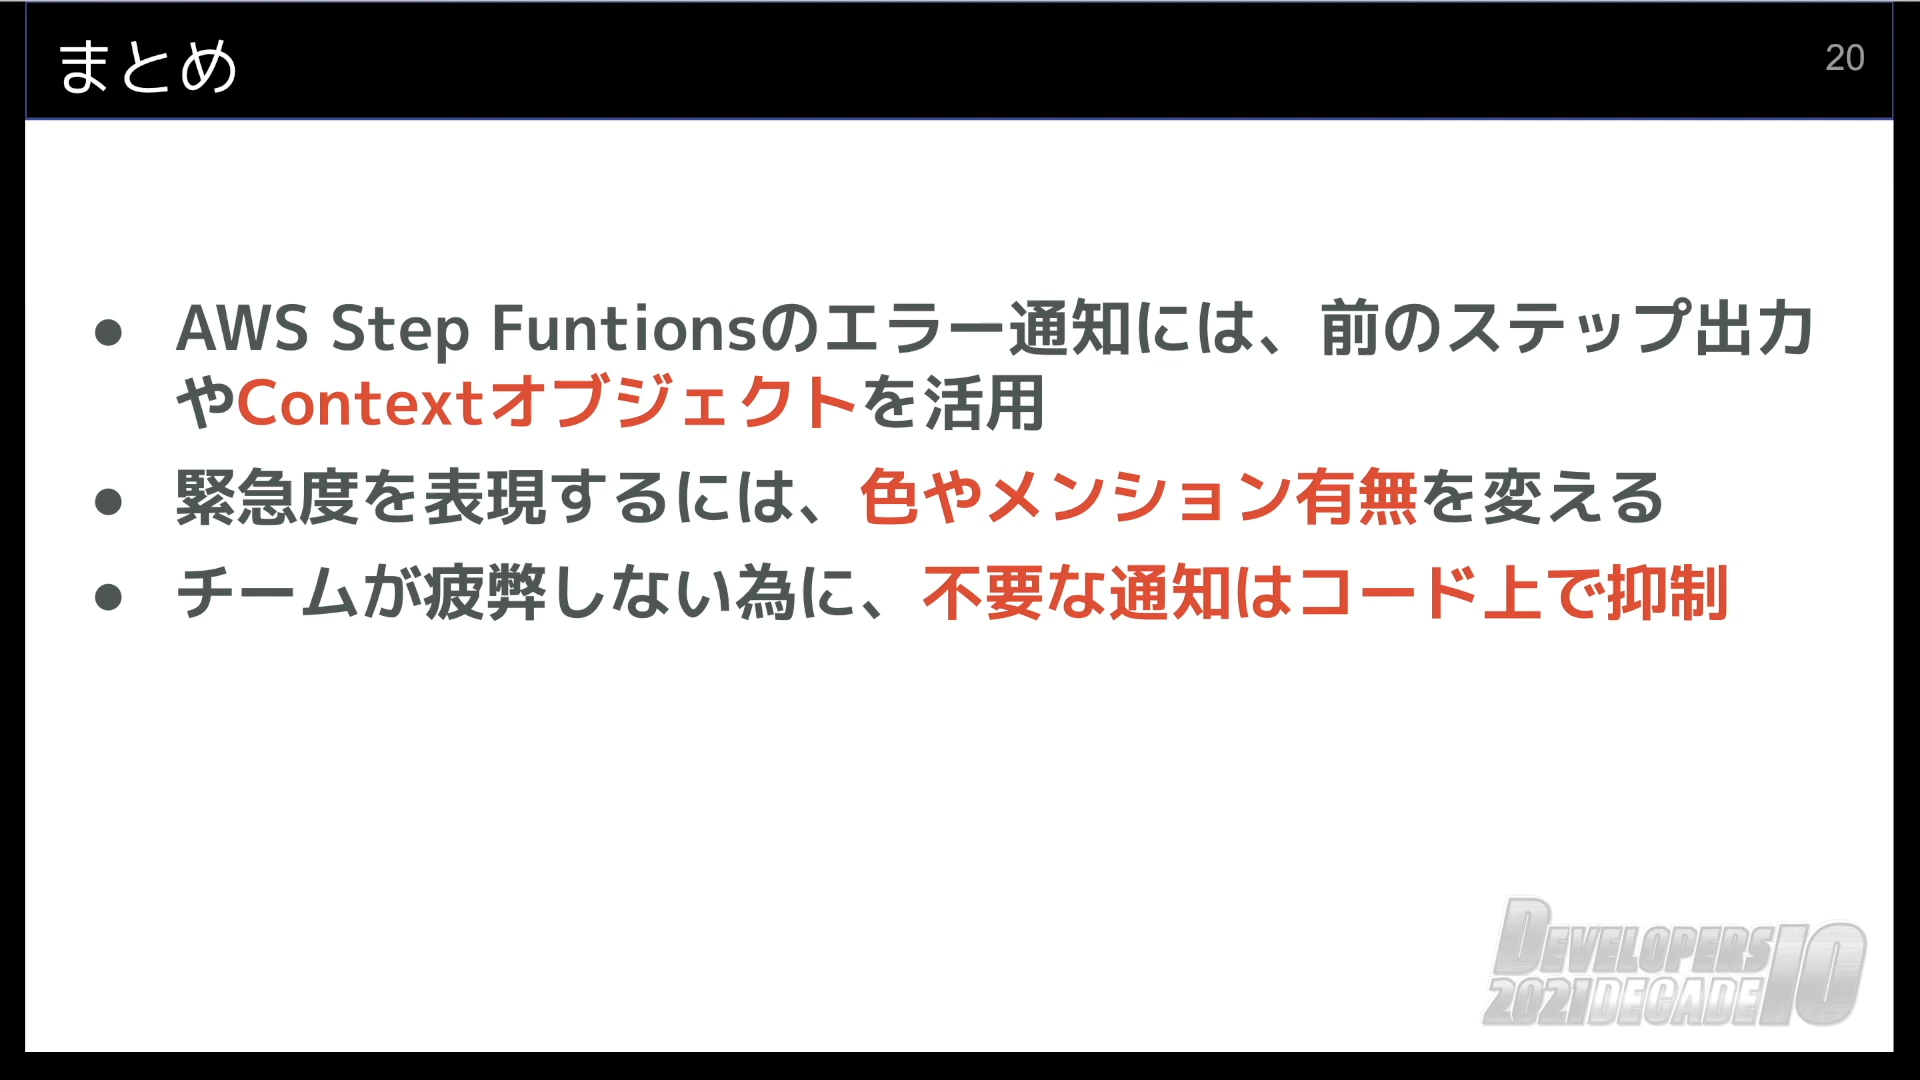 まとめ
20
● AWS Step Funtionsのエラー通知には、前のステップ出力
やContextオブジェクトを活用
● 緊急度を表現するには、色やメンション有無を変える
● チームが疲弊しない為に、不要な通知はコード上で抑制
DEVELOPERS
2021 DECADE 10